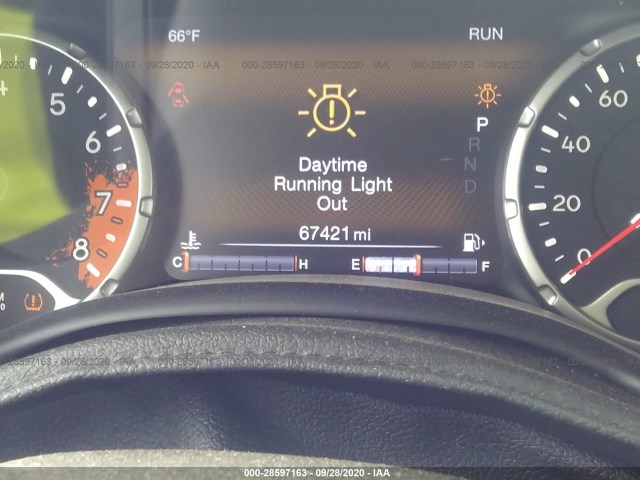 66°F RUN
000-28597163 - 09/28/2020 - IAA
5
6
7
8
Daytime
Running Light
Out
67421 mi
C H E F
P
R
N
D
60
40
20
0
000-28597163 - 09/28/2020 - IAA
000-28597163 - 09/28/2020 - IAA